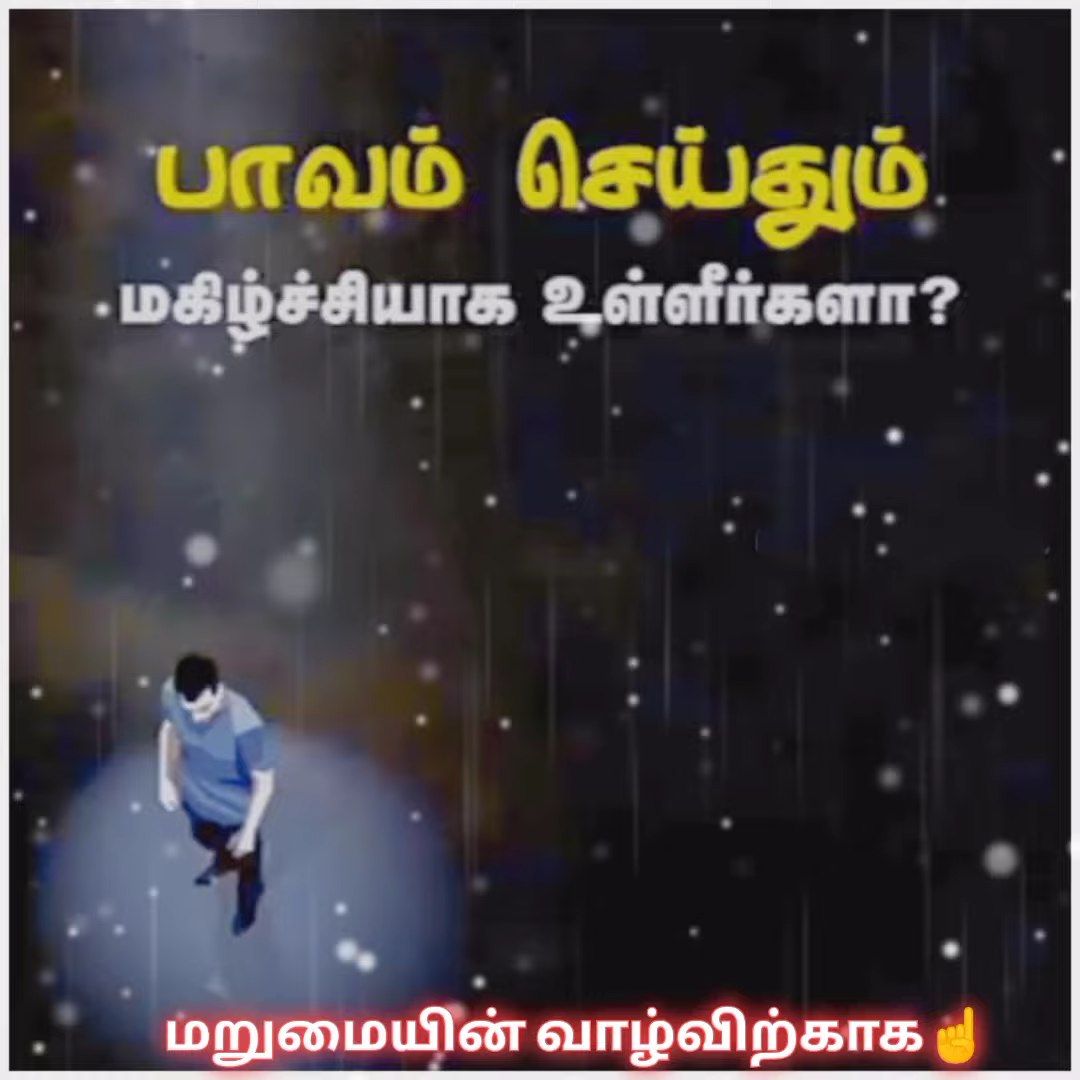 பாவம் செய்தும்
மகிழ்ச்சியாக உள்ளீர்களா?
மறுமையின் வாழ்விற்காக☝️